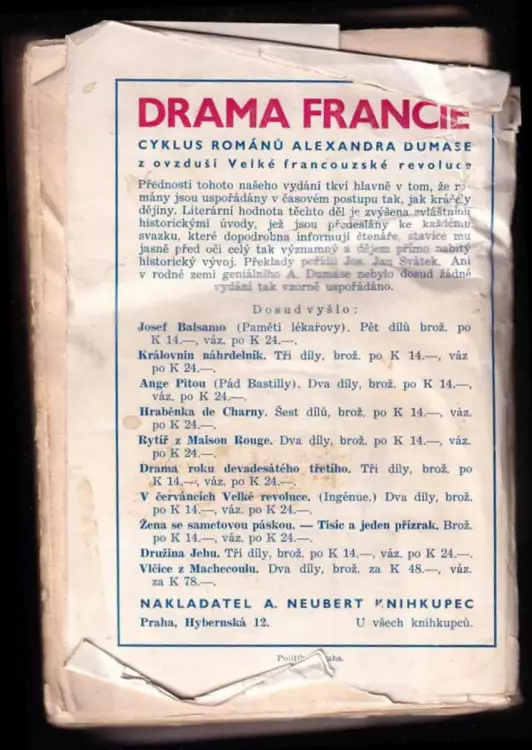 DRAMA FRANCIE
CYKLUS ROMÁNŮ ALEXANDRA DUMASE
z ovzduší Velké francouzské revoluce
Přednosti tohoto našeho vydání tkví hlavně v tom, že ro-
mány jsou uspořádány v časovém postupu tak, jak kráčely
dějiny. Literární hodnota těchto děl je zvýšena zvláštními
historickými úvody, jež jsou předeslány ke každému
svazku, které dopodrobna informují čtenáře, stavíce mu
jasně před oči celý tak významný a dějem přímo nabitý
historický vývoj. Překlady pořídil Jos. Jan Svátek. Ani
v rodné zemi geniálního A. Dumase nebylo dosud žádné
vydání tak vzorně uspořádáno.
Dosud vyšlo:
Josef Balsamo (Paměti lékařovy). Pět dílů brož. po
K 14.—, váz. po K 24.—.
Královnin náhrdelník. Tři díly, brož. po K 14.—, váz
po K 24.—.
Ange Pitou (Pád Bastilly). Dva díly, brož. po K 14.—,
váz. po K 24.—.
Hraběnka de Charny. Šest dílů, brož. po K 14.—, váz.
po K 24.—.
Rytíř z Maison Rouge. Dva díly, brož. po K 14.—, váz.
po K 24.—.
Drama roku devadesátého třetího. Tři díly, brož. po
K 14.—, váz. po K 24.—.
V červáncích Velké revoluce. (Ingénue.) Dva díly, brož.
po K 14.—, váz. po K 24.—.
Žena se sametovou páskou. — Tisíc a jeden přízrak. Brož.
po K 14.—, váz. po K 24.—.
Družina Jehu. Tři díly, brož. po K 14.—, váz. po K 24.—.
Vlčice z Machecoulu. Dva díly, brož. za K 48.—, váz.
za K 78.—.
NAKLADATEL A. NEUBERT KNIHKUPEC
Praha, Hybernská 12. U všech knihkupců.